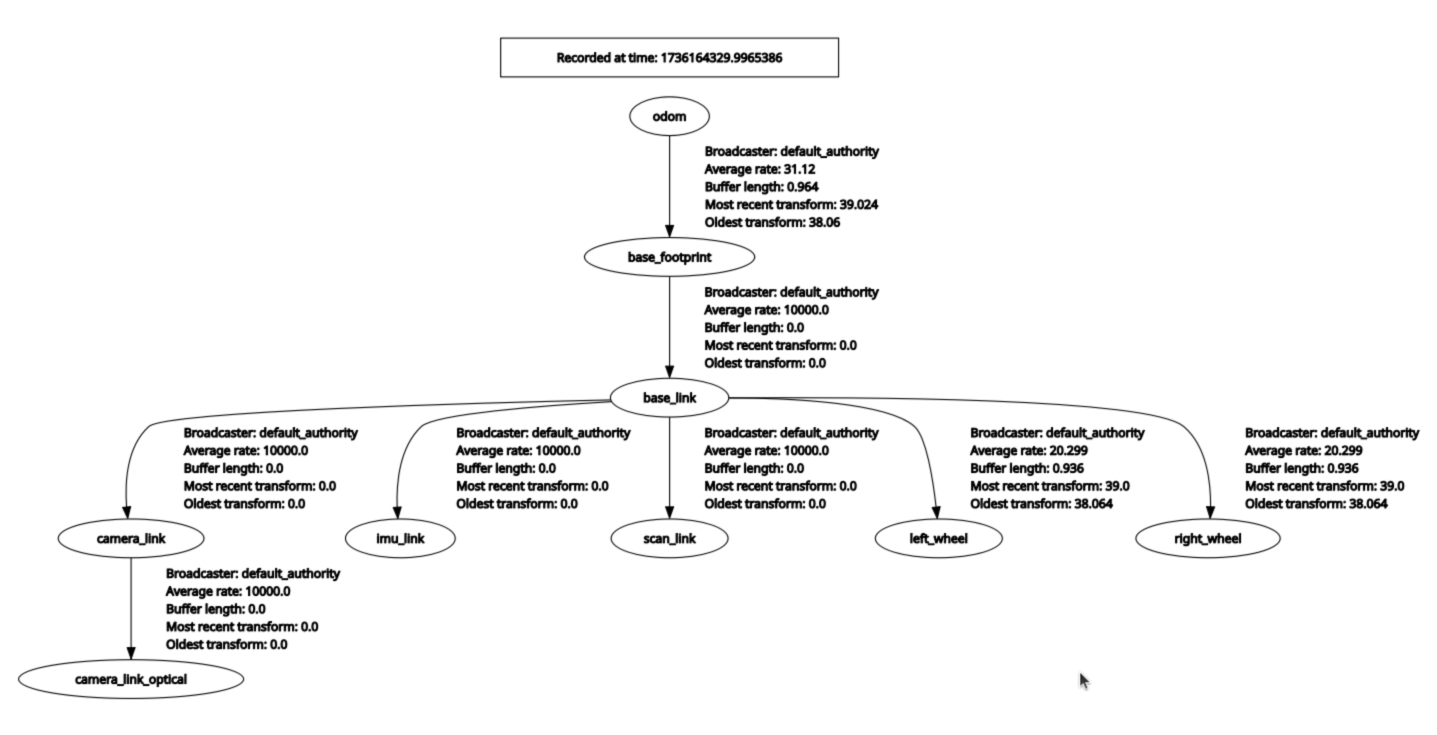 Recorded at time: 1736164329.9965386
odom
Broadcaster: default_authority
Average rate: 31.12
Buffer length: 0.964
Most recent transform: 39.024
Oldest transform: 38.06
base_footprint
Broadcaster: default_authority
Average rate: 10000.0
Buffer length: 0.0
Most recent transform: 0.0
Oldest transform: 0.0
base_link
Broadcaster: default_authority
Average rate: 10000.0
Buffer length: 0.0
Most recent transform: 0.0
Oldest transform: 0.0
Broadcaster: default_authority
Average rate: 10000.0
Buffer length: 0.0
Most recent transform: 0.0
Oldest transform: 0.0
Broadcaster: default_authority
Average rate: 10000.0
Buffer length: 0.0
Most recent transform: 0.0
Oldest transform: 0.0
Broadcaster: default_authority
Average rate: 20.299
Buffer length: 0.936
Most recent transform: 39.0
Oldest transform: 38.064
Broadcaster: default_authority
Average rate: 20.299
Buffer length: 0.936
Most recent transform: 39.0
Oldest transform: 38.064
camera_link
imu_link
scan_link
left_wheel
right_wheel
Broadcaster: default_authority
Average rate: 10000.0
Buffer length: 0.0
Most recent transform: 0.0
Oldest transform: 0.0
camera_link_optical